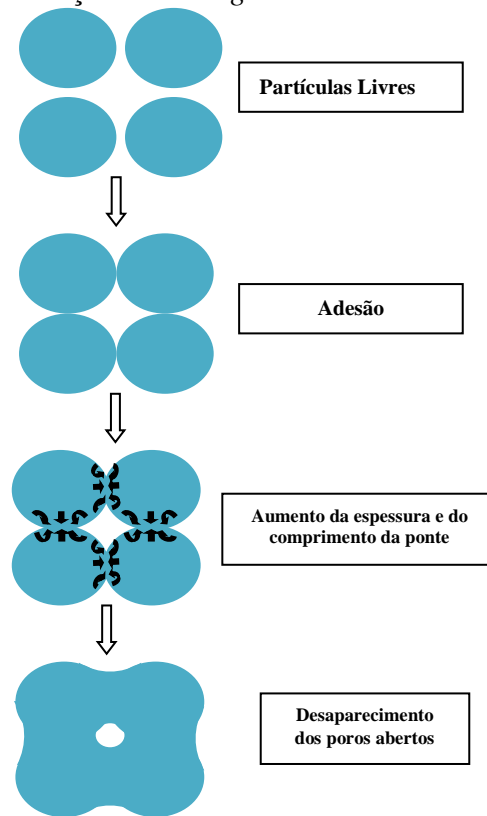 Partículas Livres
Adesão
Aumento da espessura e do
comprimento da ponte
Desaparecimento
dos poros abertos